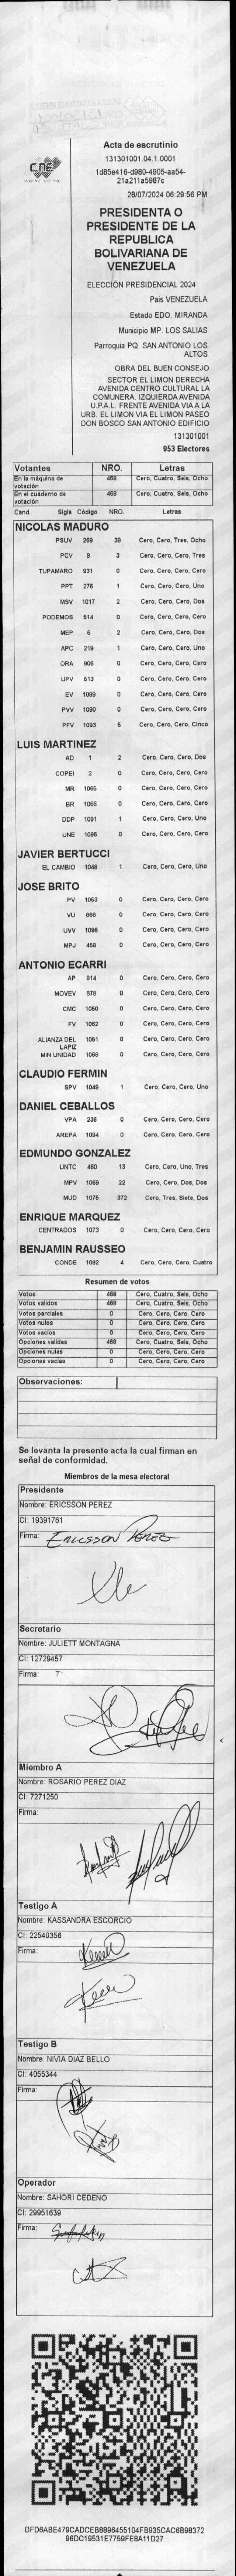 CNE
Acta de escrutinio
131301001.04.1.0001
1d85e416-d980-4905-aa54-
21a211a5987c
28/07/2024 06:29:56 PM
PRESIDENTA O
PRESIDENTE DE LA
REPUBLICA
BOLIVARIANA DE
VENEZUELA
ELECCIÓN PRESIDENCIAL 2024
País VENEZUELA
Estado EDO. MIRANDA
Municipio MP. LOS SALIAS
Parroquia PQ. SAN ANTONIO LOS
ALTOS
OBRA DEL BUEN CONSEJO
SECTOR EL LIMON DERECHA
AVENIDA CENTRO CULTURAL LA
COMUNERA. IZQUIERDA AVENIDA
U.P.A.L. FRENTE AVENIDA VIA A LA
URB. EL LIMON VIA EL LIMON PASEO
DON BOSCO SAN ANTONIO EDIFICIO
131301001
953 Electores
Votantes NRO. Letras
En la máquina de votación 468 Cero, Cuatro, Seis, Ocho
En el cuaderno de votación 468 Cero, Cuatro, Seis, Ocho
Cand. Sigla Código NRO. Letras
NICOLAS MADURO
PSUV 269 38 Cero, Cero, Tres, Ocho
PCV 9 3 Cero, Cero, Cero, Tres
TUPAMARO 931 0 Cero, Cero, Cero, Cero
PPT 276 1 Cero, Cero, Cero, Uno
MSV 1017 2 Cero, Cero, Cero, Dos
PODEMOS 514 0 Cero, Cero, Cero, Cero
MEP 6 2 Cero, Cero, Cero, Dos
APC 219 1 Cero, Cero, Cero, Uno
ORA 906 0 Cero, Cero, Cero, Cero
UPV 513 0 Cero, Cero, Cero, Cero
EV 1089 0 Cero, Cero, Cero, Cero
PVV 1090 0 Cero, Cero, Cero, Cero
PFV 1093 5 Cero, Cero, Cero, Cinco
LUIS MARTINEZ
AD 1 2 Cero, Cero, Cero, Dos
COPEI 2 0 Cero, Cero, Cero, Cero
MR 1065 0 Cero, Cero, Cero, Cero
BR 1066 0 Cero, Cero, Cero, Cero
DDP 1091 1 Cero, Cero, Cero, Uno
UNE 1095 0 Cero, Cero, Cero, Cero
JAVIER BERTUCCI
EL CAMBIO 1048 1 Cero, Cero, Cero, Uno
JOSE BRITO
PV 1053 0 Cero, Cero, Cero, Cero
VU 868 0 Cero, Cero, Cero, Cero
UVV 1096 0 Cero, Cero, Cero, Cero
MPJ 458 0 Cero, Cero, Cero, Cero
ANTONIO ECARRI
AP 814 0 Cero, Cero, Cero, Cero
MOVEV 878 0 Cero, Cero, Cero, Cero
CMC 1050 0 Cero, Cero, Cero, Cero
FV 1062 0 Cero, Cero, Cero, Cero
ALIANZA DEL LAPIZ 1051 0 Cero, Cero, Cero, Cero
MIN UNIDAD 1068 0 Cero, Cero, Cero, Cero
CLAUDIO FERMIN
SPV 1049 1 Cero, Cero, Cero, Uno
DANIEL CEBALLOS
VPA 236 0 Cero, Cero, Cero, Cero
AREPA 1094 0 Cero, Cero, Cero, Cero
EDMUNDO GONZALEZ
UNTC 460 13 Cero, Cero, Uno, Tres
MPV 1069 22 Cero, Cero, Dos, Dos
MUD 1075 372 Cero, Tres, Siete, Dos
ENRIQUE MARQUEZ
CENTRADOS 1073 0 Cero, Cero, Cero, Cero
BENJAMIN RAUSSEO
CONDE 1092 4 Cero, Cero, Cero, Cuatro
Resumen de votos
Votos 468 Cero, Cuatro, Seis, Ocho
Votos válidos 468 Cero, Cuatro, Seis, Ocho
Votos parciales 0 Cero, Cero, Cero, Cero
Votos nulos 0 Cero, Cero, Cero, Cero
Votos vacíos 0 Cero, Cero, Cero, Cero
Opciones validas 468 Cero, Cuatro, Seis, Ocho
Opciones nulas 0 Cero, Cero, Cero, Cero
Opciones vacías 0 Cero, Cero, Cero, Cero
Observaciones:
Se levanta la presente acta la cual firman en
señal de conformidad.
Miembros de la mesa electoral
Presidente
Nombre: ERICSSON PEREZ
CI: 19391761
Firma: ERICSSON PEREZ
Secretario
Nombre: JULIETT MONTAGNA
CI: 12729457
Firma:
Miembro A
Nombre: ROSARIO PEREZ DIAZ
CI: 7271250
Firma:
Testigo A
Nombre: KASSANDRA ESCORCIO
CI: 22540356
Firma:
Testigo B
Nombre: NIVIA DIAZ BELLO
CI: 4055344
Firma:
Operador
Nombre: SAHORI CEDEÑO
CI: 29951639
Firma:
DFD6ABE479CADCEB8896455104FB935CAC6B98372
96DC19531E7759FE8A11D27